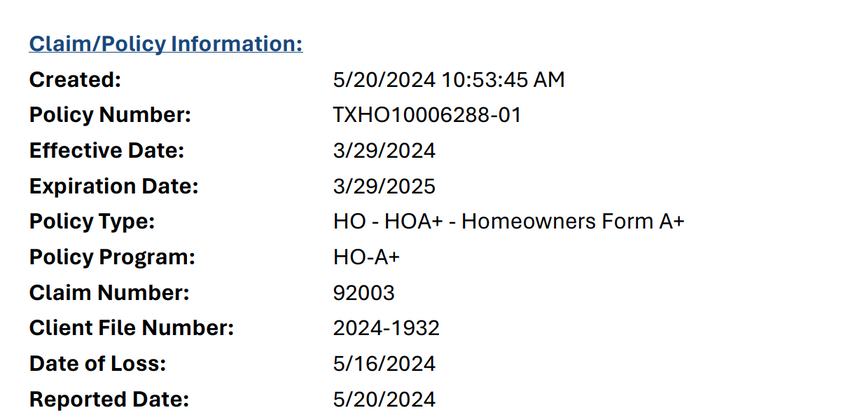 Claim/Policy Information:
Created: 5/20/2024 10:53:45 AM
Policy Number: TXHO10006288-01
Effective Date: 3/29/2024
Expiration Date: 3/29/2025
Policy Type: HO - HOA+ - Homeowners Form A+
Policy Program: HO-A+
Claim Number: 92003
Client File Number: 2024-1932
Date of Loss: 5/16/2024
Reported Date: 5/20/2024